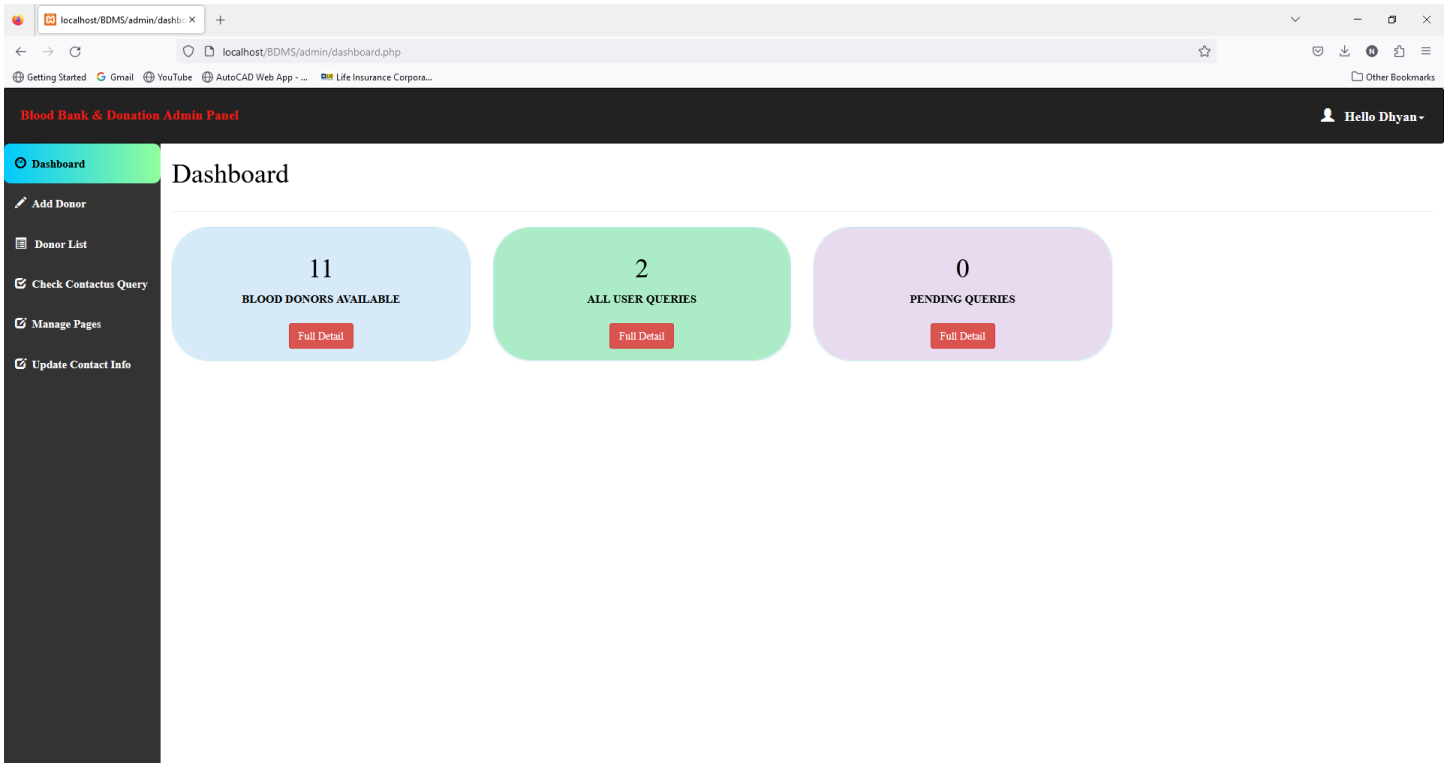 localhost/BDMS/admin/dashbo
localhost/BDMS/admin/dashboard.php
Getting Started Gmail YouTube AutoCAD Web App - ... Life Insurance Corpora... Other Bookmarks
Blood Bank & Donation Admin Panel Hello Dhyan
Dashboard
Add Donor
Donor List
Check Contactus Query
Manage Pages
Update Contact Info
Dashboard
11
BLOOD DONORS AVAILABLE
Full Detail
2
ALL USER QUERIES
Full Detail
0
PENDING QUERIES
Full Detail